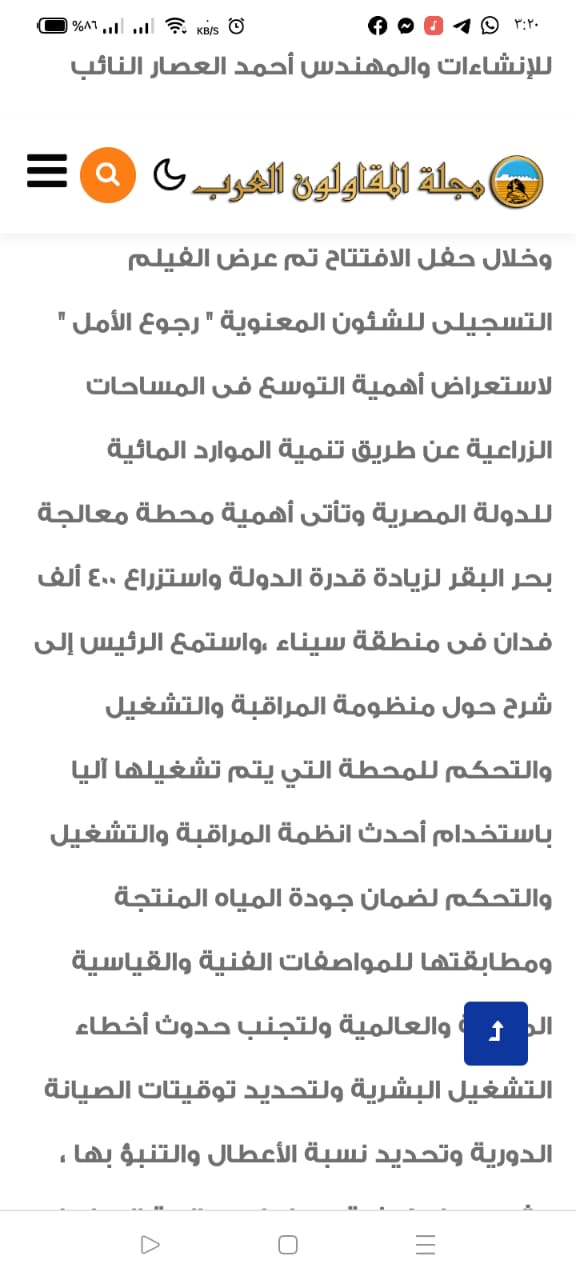 %٨٦ KB/S ٣:٢٠
للإنشاءات والمهندس أحمد العصار النائب
مجلة المقاولون العرب
وخلال حفل الافتتاح تم عرض الفيلم
التسجيلى للشئون المعنوية " رجوع الأمل "
لاستعراض أهمية التوسع فى المساحات
الزراعية عن طريق تنمية الموارد المائية
للدولة المصرية وتأتى أهمية محطة معالجة
بحر البقر لزيادة قدرة الدولة واستزراع ٤٠٠ ألف
فدان فى منطقة سيناء ،واستمع الرئيس إلى
شرح حول منظومة المراقبة والتشغيل
والتحكم للمحطة التي يتم تشغيلها آليا
باستخدام أحدث انظمة المراقبة والتشغيل
والتحكم لضمان جودة المياه المنتجة
ومطابقتها للمواصفات الفنية والقياسية
والعالمية ولتجنب حدوث أخطاء
التشغيل البشرية ولتحديد توقيتات الصيانة
الدورية وتحديد نسبة الأعطال والتنبؤ بها ،